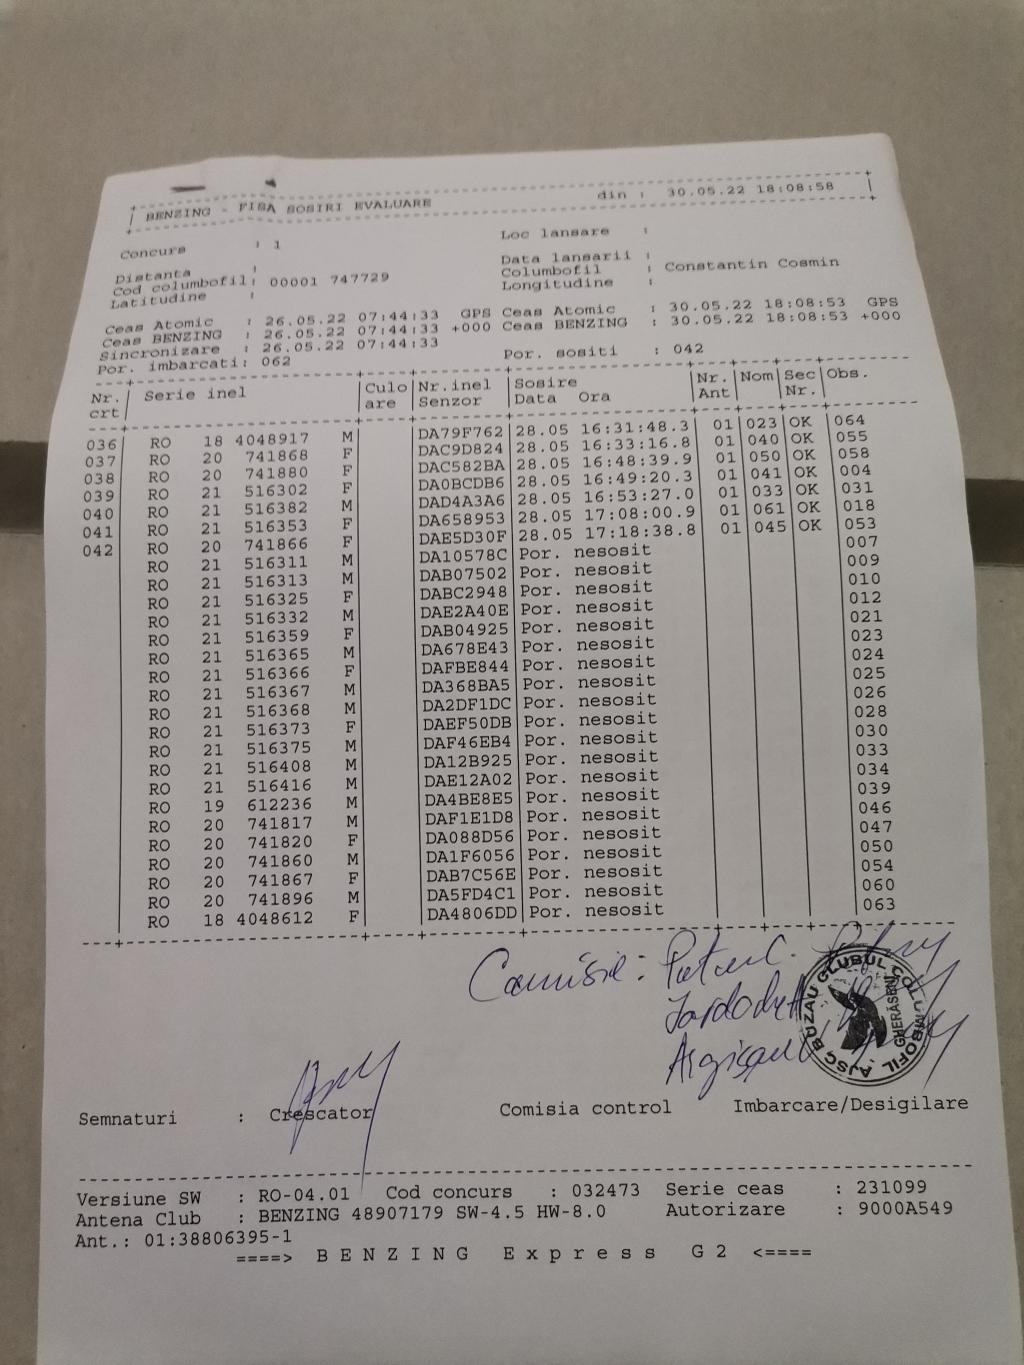 BENZING - FISA SOSIRI EVALUARE din : 30.05.22 18:08:58
Concurs : 1 Loc lansare :
Distanta : Data lansarii :
Cod columbofil: 00001 747729 Columbofil : Constantin Cosmin
Latitudine : Longitudine :
Ceas Atomic : 26.05.22 07:44:33 GPS Ceas Atomic : 30.05.22 18:08:53 GPS
Ceas BENZING : 26.05.22 07:44:33 +000 Ceas BENZING : 30.05.22 18:08:53 +000
Sincronizare : 26.05.22 07:44:33
Por. imbarcati: 062 Por. sositi : 042
Nr. Serie inel Culo Nr.inel Sosire Nr. Nom Sec Obs.
crt are Senzor Data Ora Ant Nr.
036 RO 18 4048917 M DA79F762 28.05 16:31:48.3 01 023 OK 064
037 RO 20 741868 F DAC9D824 28.05 16:33:16.8 01 040 OK 055
038 RO 20 741880 F DAC582BA 28.05 16:48:39.9 01 050 OK 058
039 RO 21 516302 F DA0BCDB6 28.05 16:49:20.3 01 041 OK 004
040 RO 21 516382 M DAD4A3A6 28.05 16:53:27.0 01 033 OK 031
041 RO 21 516353 F DA658953 28.05 17:08:00.9 01 061 OK 018
042 RO 20 741866 F DAE5D30F 28.05 17:18:38.8 01 045 OK 053
RO 21 516311 M DA10578C Por. nesosit 007
RO 21 516313 M DAB07502 Por. nesosit 009
RO 21 516325 F DABC2948 Por. nesosit 010
RO 21 516332 M DAE2A40E Por. nesosit 012
RO 21 516359 F DAB04925 Por. nesosit 021
RO 21 516365 M DA678E43 Por. nesosit 023
RO 21 516366 F DAFBE844 Por. nesosit 024
RO 21 516367 M DA368BA5 Por. nesosit 025
RO 21 516368 M DA2DF1DC Por. nesosit 026
RO 21 516373 F DAEF50DB Por. nesosit 028
RO 21 516375 M DAF46EB4 Por. nesosit 030
RO 21 516408 M DA12B925 Por. nesosit 033
RO 21 516416 M DAE12A02 Por. nesosit 034
RO 19 612236 M DA4BE8E5 Por. nesosit 039
RO 20 741817 M DAF1E1D8 Por. nesosit 046
RO 20 741820 F DA088D56 Por. nesosit 047
RO 20 741860 M DA1F6056 Por. nesosit 050
RO 20 741867 F DAB7C56E Por. nesosit 054
RO 20 741896 M DA5FD4C1 Por. nesosit 060
RO 18 4048612 F DA4806DD Por. nesosit 063
Comisie:
AJSC BUZAU CLUBUL COLUMBOFIL
GHERĂSENI
Semnaturi : Crescator Comisia control Imbarcare/Desigilare
Versiune SW : RO-04.01 Cod concurs : 032473 Serie ceas : 231099
Antena Club : BENZING 48907179 SW-4.5 HW-8.0 Autorizare : 9000A549
Ant.: 01:38806395-1
====> BENZING Express G2 <====